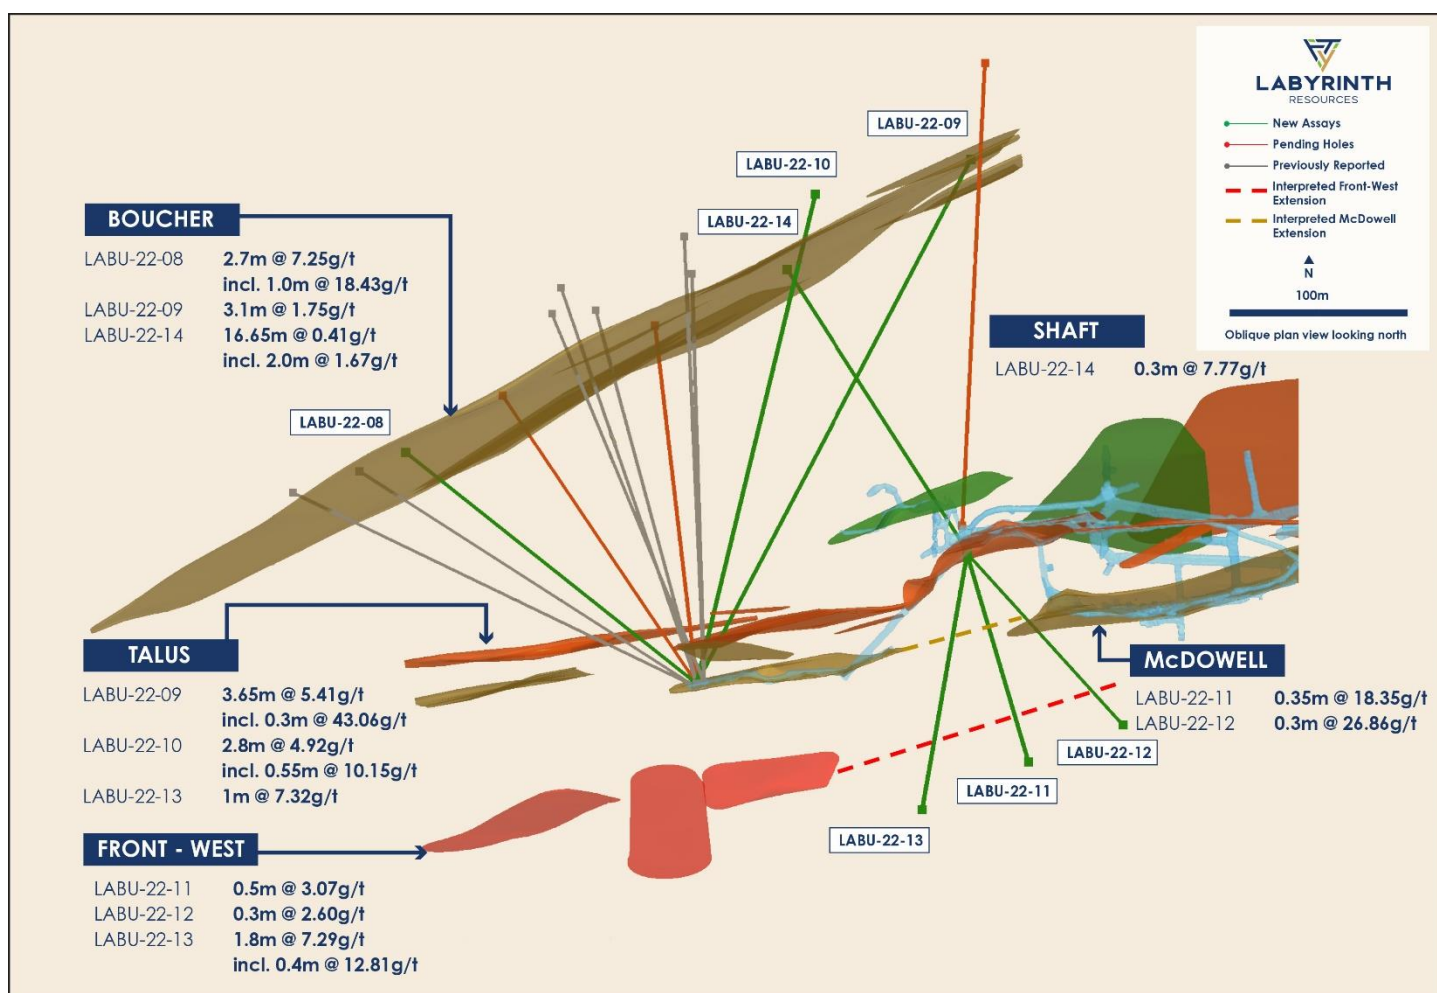 LABYRINTH
RESOURCES
New Assays
Pending Holes
Previously Reported
Interpreted Front-West
Extension
Interpreted McDowell
Extension
N
100m
Oblique plan view looking north
LABU-22-09
LABU-22-10
LABU-22-14
LABU-22-08
BOUCHER
LABU-22-08 2.7m @ 7.25g/t
incl. 1.0m @ 18.43g/t
LABU-22-09 3.1m @ 1.75g/t
LABU-22-14 16.65m @ 0.41g/t
incl. 2.0m @ 1.67g/t
SHAFT
LABU-22-14 0.3m @ 7.77g/t
TALUS
LABU-22-09 3.65m @ 5.41g/t
incl. 0.3m @ 43.06g/t
LABU-22-10 2.8m @ 4.92g/t
incl. 0.55m @ 10.15g/t
LABU-22-13 1m @ 7.32g/t
McDOWELL
LABU-22-11 0.35m @ 18.35g/t
LABU-22-12 0.3m @ 26.86g/t
LABU-22-12
LABU-22-11
LABU-22-13
FRONT - WEST
LABU-22-11 0.5m @ 3.07g/t
LABU-22-12 0.3m @ 2.60g/t
LABU-22-13 1.8m @ 7.29g/t
incl. 0.4m @ 12.81g/t